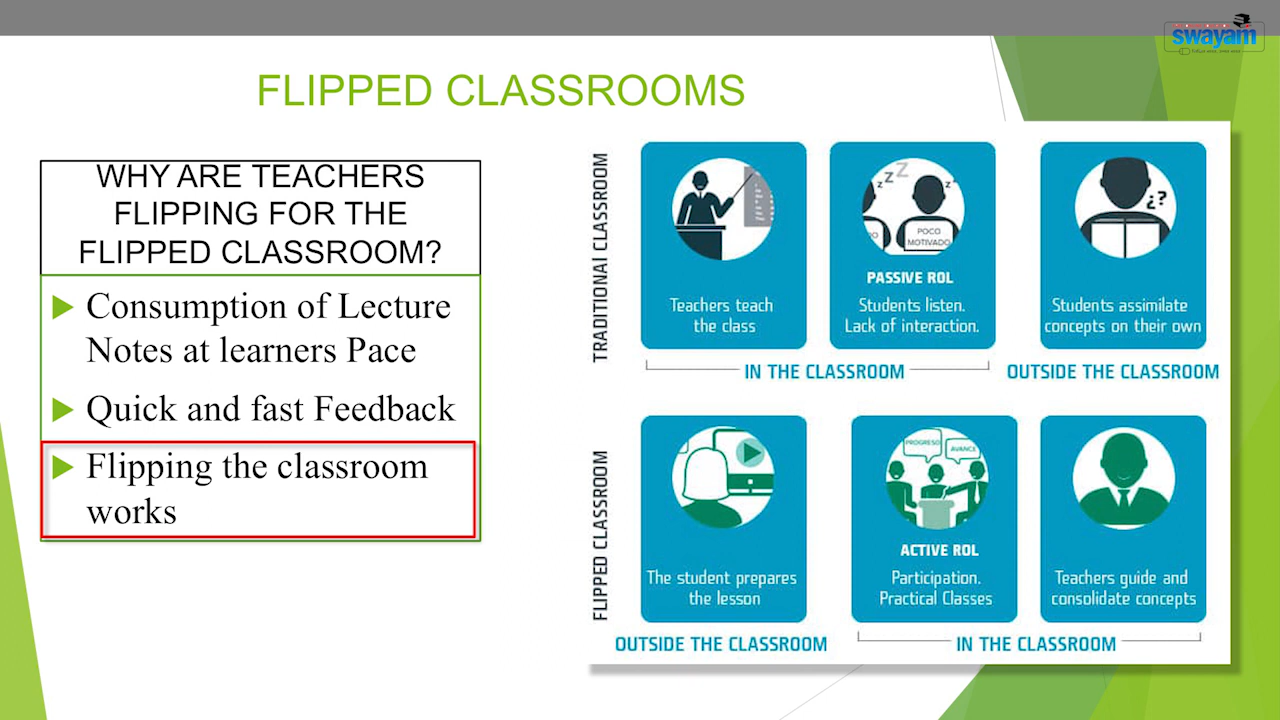 swayam
FLIPPED CLASSROOMS
WHY ARE TEACHERS
FLIPPING FOR THE
FLIPPED CLASSROOM?
Consumption of Lecture
Notes at learners Pace
Quick and fast Feedback
Flipping the classroom
works
TRADITIONAL CLASSROOM
Teachers teach
the class
z z Z
DO
POCO
MOTIVADO
z z
PASSIVE ROL
Students listen.
Lack of interaction.
¿?
Students assimilate
concepts on their own
IN THE CLASSROOM
OUTSIDE THE CLASSROOM
FLIPPED CLASSROOM
The student prepares
the lesson
PROGRESO
AVANCE
ACTIVE ROL
Participation.
Practical Classes
Teachers guide and
consolidate concepts
OUTSIDE THE CLASSROOM
IN THE CLASSROOM